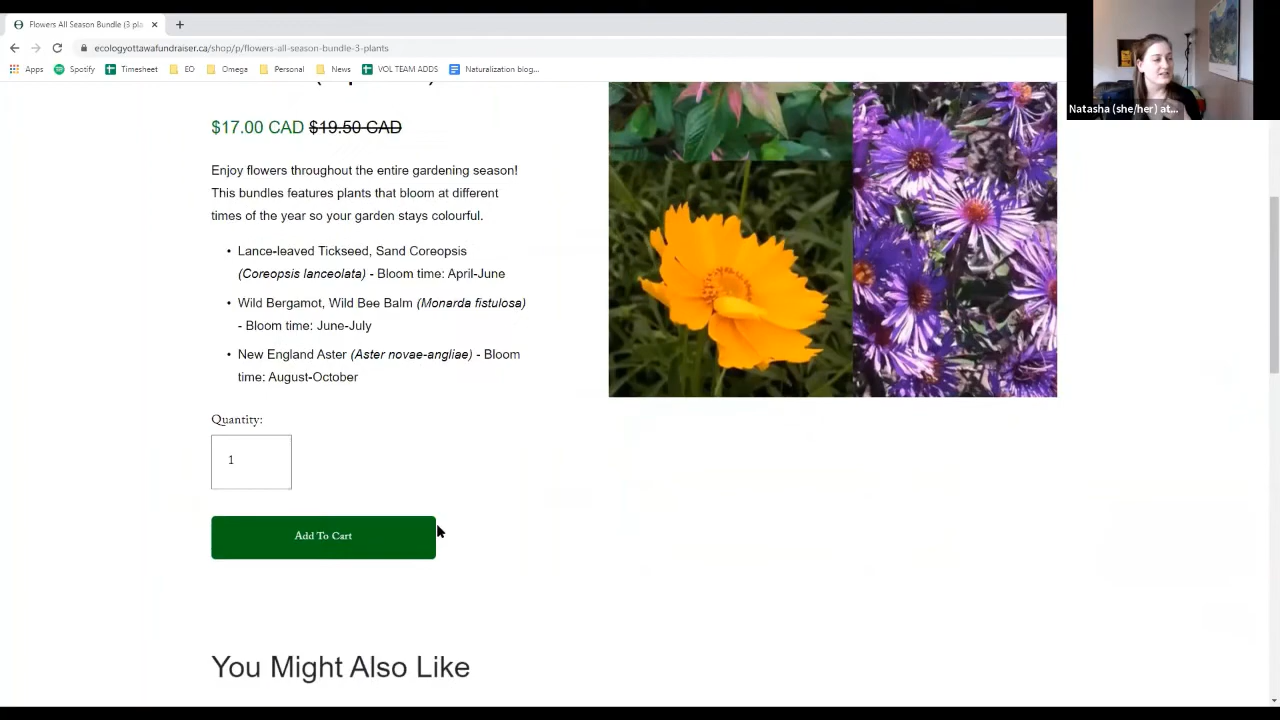 Flowers All Season Bundle (3 pla
ecologyottawafundraiser.ca/shop/p/flowers-all-season-bundle-3-plants
Apps Spotify Timesheet EO Omega Personal News VOL TEAM ADDS Naturalization blog...
Natasha (she/her) at...
$17.00 CAD $19.50 CAD
Enjoy flowers throughout the entire gardening season!
This bundles features plants that bloom at different
times of the year so your garden stays colourful.
• Lance-leaved Tickseed, Sand Coreopsis
(Coreopsis lanceolata) - Bloom time: April-June
• Wild Bergamot, Wild Bee Balm (Monarda fistulosa)
- Bloom time: June-July
• New England Aster (Aster novae-angliae) - Bloom
time: August-October
Quantity:
1
Add To Cart
You Might Also Like